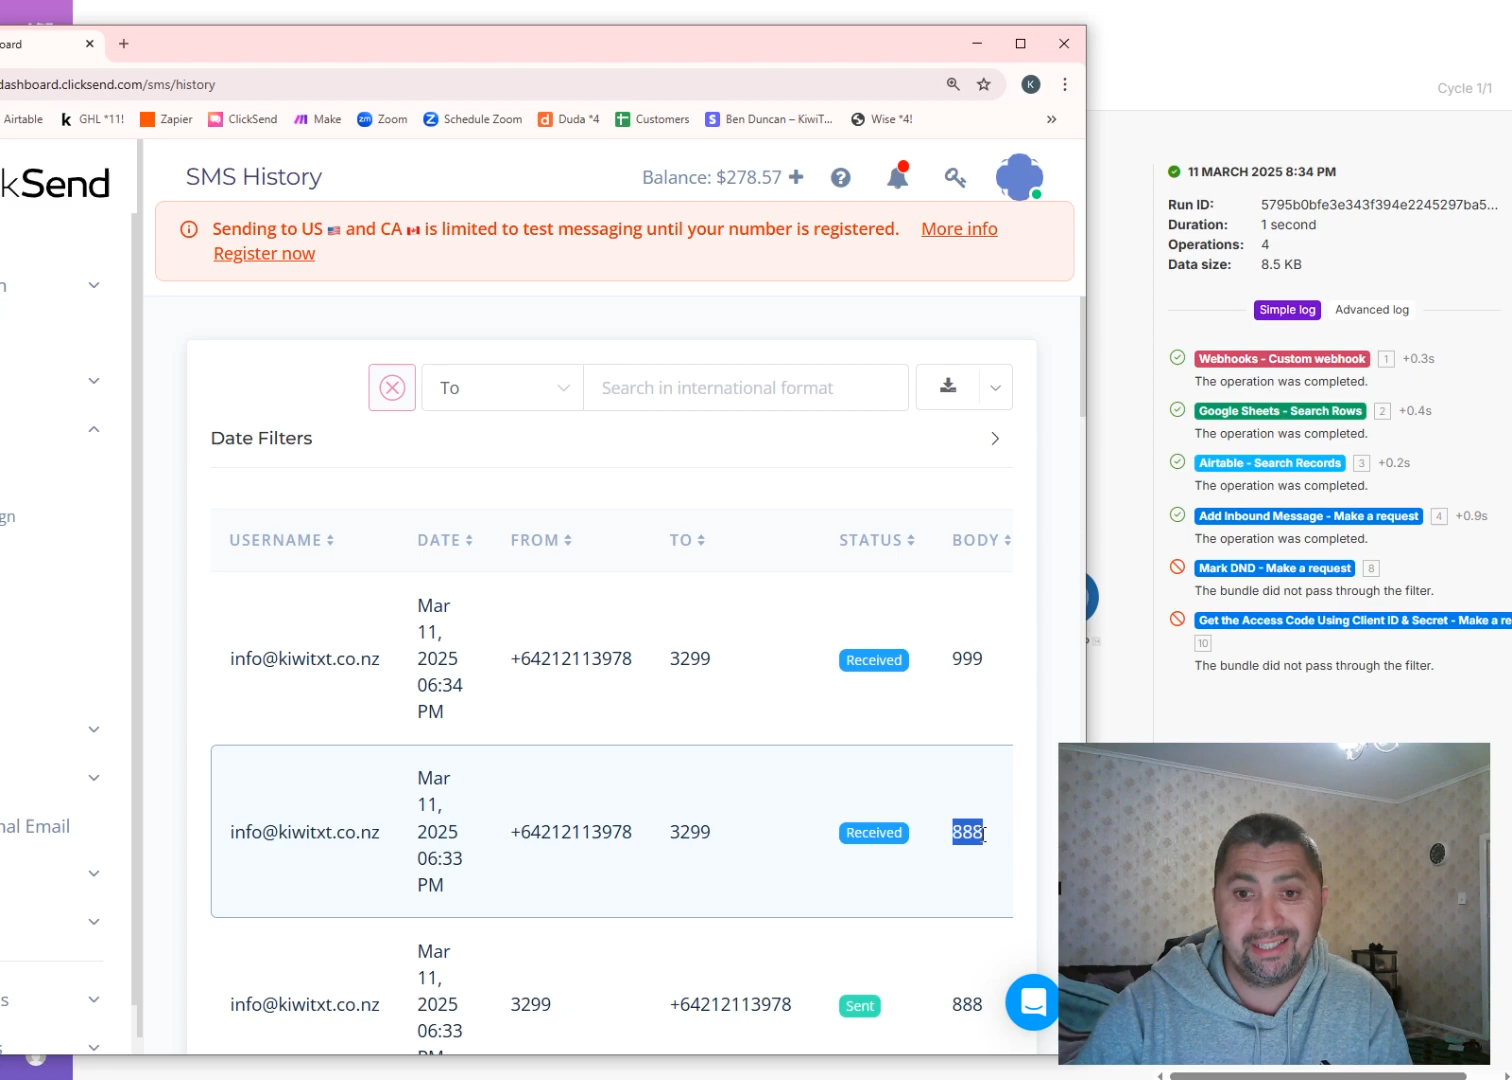 oard
dashboard.clicksend.com/sms/history
K
Airtable
k GHL *11!
Zapier
ClickSend
Make
zm Zoom
Z Schedule Zoom
d Duda *4
Customers
S Ben Duncan – KiwiT...
Wise *4!
»
kSend
SMS History
Balance: $278.57
Sending to US and CA is limited to test messaging until your number is registered. More info
Register now
n
gn
nal Email
s
To
Search in international format
Date Filters
USERNAME DATE FROM TO STATUS BODY
info@kiwitxt.co.nz
Mar
11,
2025
06:34
PM
+64212113978
3299
Received
999
info@kiwitxt.co.nz
Mar
11,
2025
06:33
PM
+64212113978
3299
Received
888
info@kiwitxt.co.nz
Mar
11,
2025
06:33
3299
+64212113978
Sent
888
Cycle 1/1
11 MARCH 2025 8:34 PM
Run ID: 5795b0bfe3e343f394e2245297ba5...
Duration: 1 second
Operations: 4
Data size: 8.5 KB
Simple log Advanced log
Webhooks - Custom webhook 1 +0.3s
The operation was completed.
Google Sheets - Search Rows 2 +0.4s
The operation was completed.
Airtable - Search Records 3 +0.2s
The operation was completed.
Add Inbound Message - Make a request 4 +0.9s
The operation was completed.
Mark DND - Make a request 8
The bundle did not pass through the filter.
Get the Access Code Using Client ID & Secret - Make a re
10
The bundle did not pass through the filter.